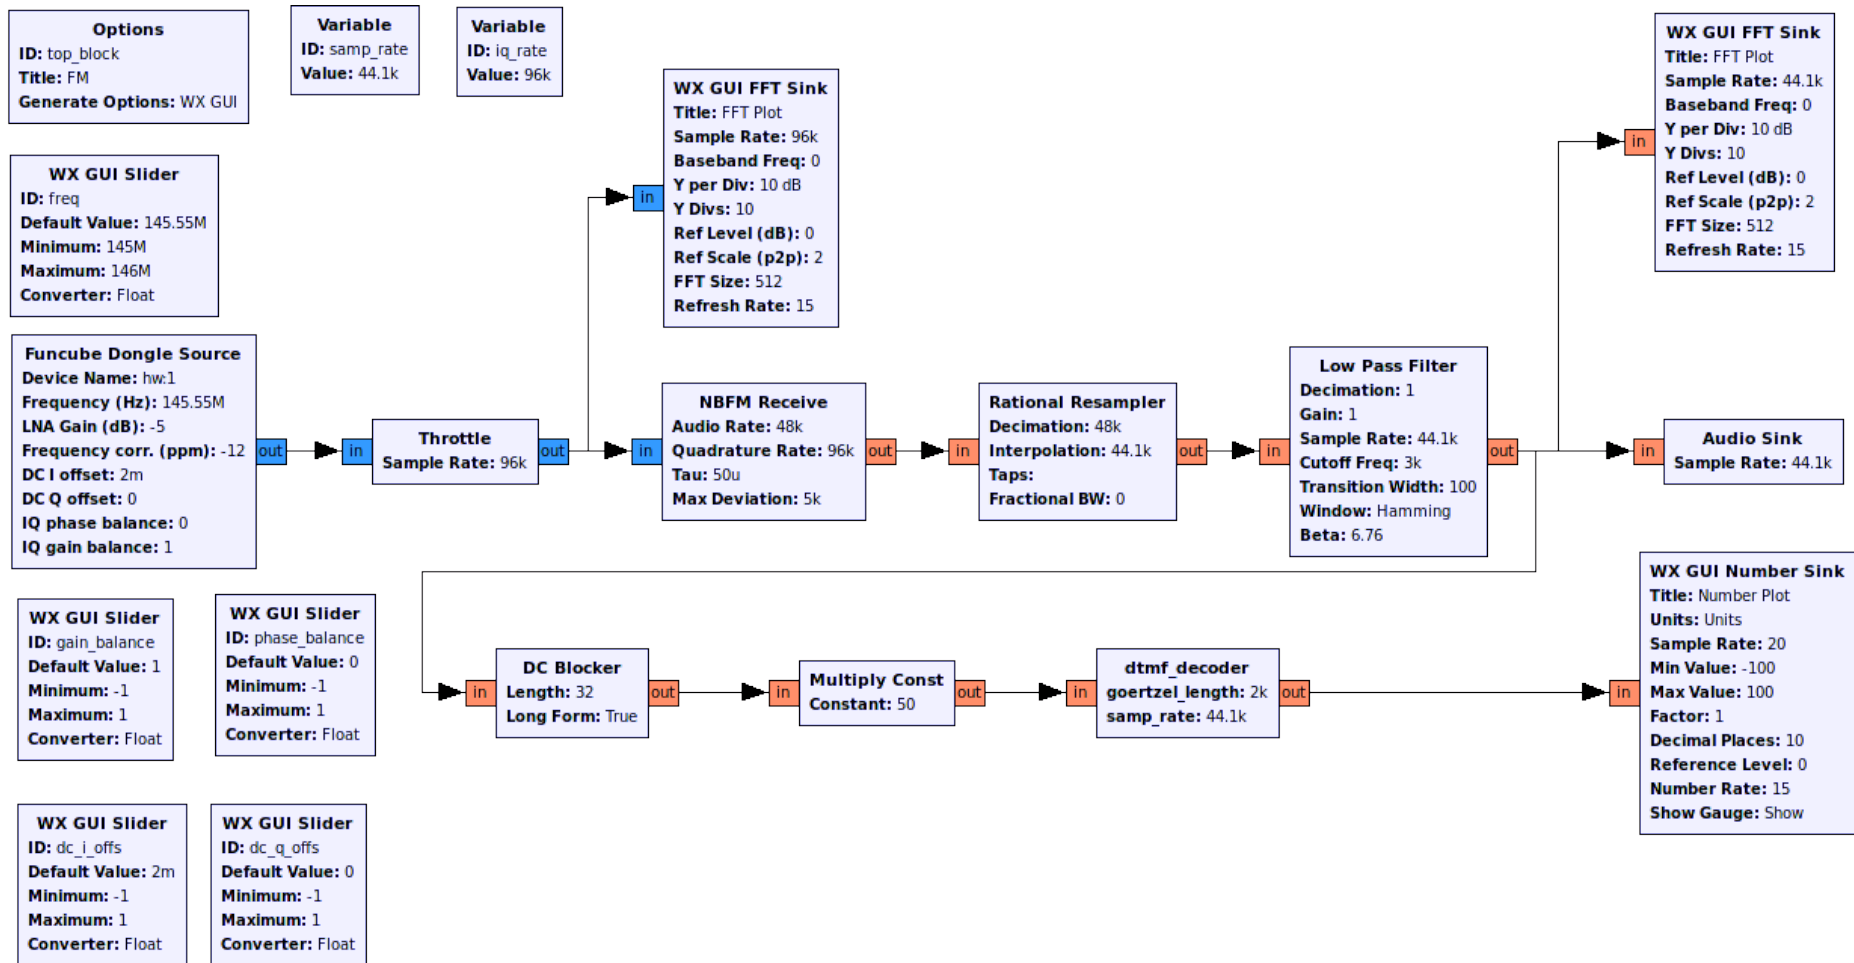 Options
ID: top_block
Title: FM
Generate Options: WX GUI
Variable
ID: samp_rate
Value: 44.1k
Variable
ID: iq_rate
Value: 96k
WX GUI FFT Sink
Title: FFT Plot
Sample Rate: 96k
Baseband Freq: 0
Y per Div: 10 dB
Y Divs: 10
Ref Level (dB): 0
Ref Scale (p2p): 2
FFT Size: 512
Refresh Rate: 15
in
WX GUI FFT Sink
Title: FFT Plot
Sample Rate: 44.1k
Baseband Freq: 0
Y per Div: 10 dB
Y Divs: 10
Ref Level (dB): 0
Ref Scale (p2p): 2
FFT Size: 512
Refresh Rate: 15
in
WX GUI Slider
ID: freq
Default Value: 145.55M
Minimum: 145M
Maximum: 146M
Converter: Float
Funcube Dongle Source
Device Name: hw:1
Frequency (Hz): 145.55M
LNA Gain (dB): -5
Frequency corr. (ppm): -12
DC I offset: 2m
DC Q offset: 0
IQ phase balance: 0
IQ gain balance: 1
out
in
Throttle
Sample Rate: 96k
out
in
NBFM Receive
Audio Rate: 48k
Quadrature Rate: 96k
Tau: 50u
Max Deviation: 5k
out
in
Rational Resampler
Decimation: 48k
Interpolation: 44.1k
Taps:
Fractional BW: 0
out
in
Low Pass Filter
Decimation: 1
Gain: 1
Sample Rate: 44.1k
Cutoff Freq: 3k
Transition Width: 100
Window: Hamming
Beta: 6.76
out
in
Audio Sink
Sample Rate: 44.1k
WX GUI Slider
ID: gain_balance
Default Value: 1
Minimum: -1
Maximum: 1
Converter: Float
WX GUI Slider
ID: phase_balance
Default Value: 0
Minimum: -1
Maximum: 1
Converter: Float
in
DC Blocker
Length: 32
Long Form: True
out
in
Multiply Const
Constant: 50
out
in
dtmf_decoder
goertzel_length: 2k
samp_rate: 44.1k
out
in
WX GUI Number Sink
Title: Number Plot
Units: Units
Sample Rate: 20
Min Value: -100
Max Value: 100
Factor: 1
Decimal Places: 10
Reference Level: 0
Number Rate: 15
Show Gauge: Show
WX GUI Slider
ID: dc_i_offs
Default Value: 2m
Minimum: -1
Maximum: 1
Converter: Float
WX GUI Slider
ID: dc_q_offs
Default Value: 0
Minimum: -1
Maximum: 1
Converter: Float